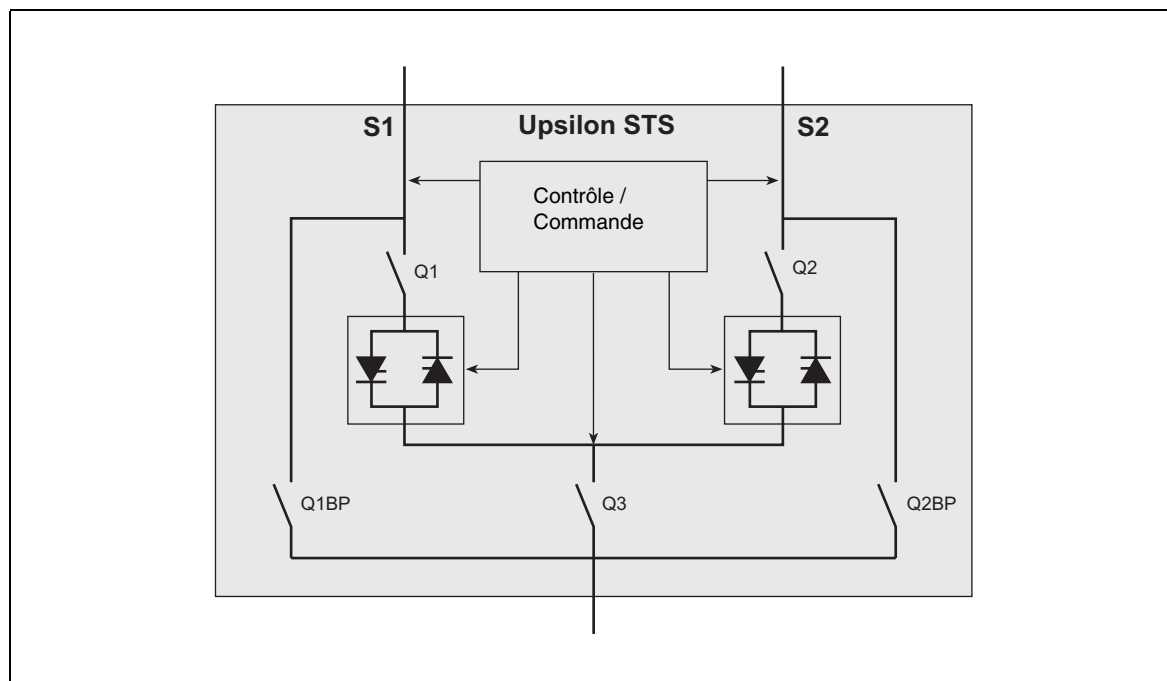 S1
Upsilon STS
S2
Contrôle /
Commande
Q1
Q2
Q1BP
Q3
Q2BP